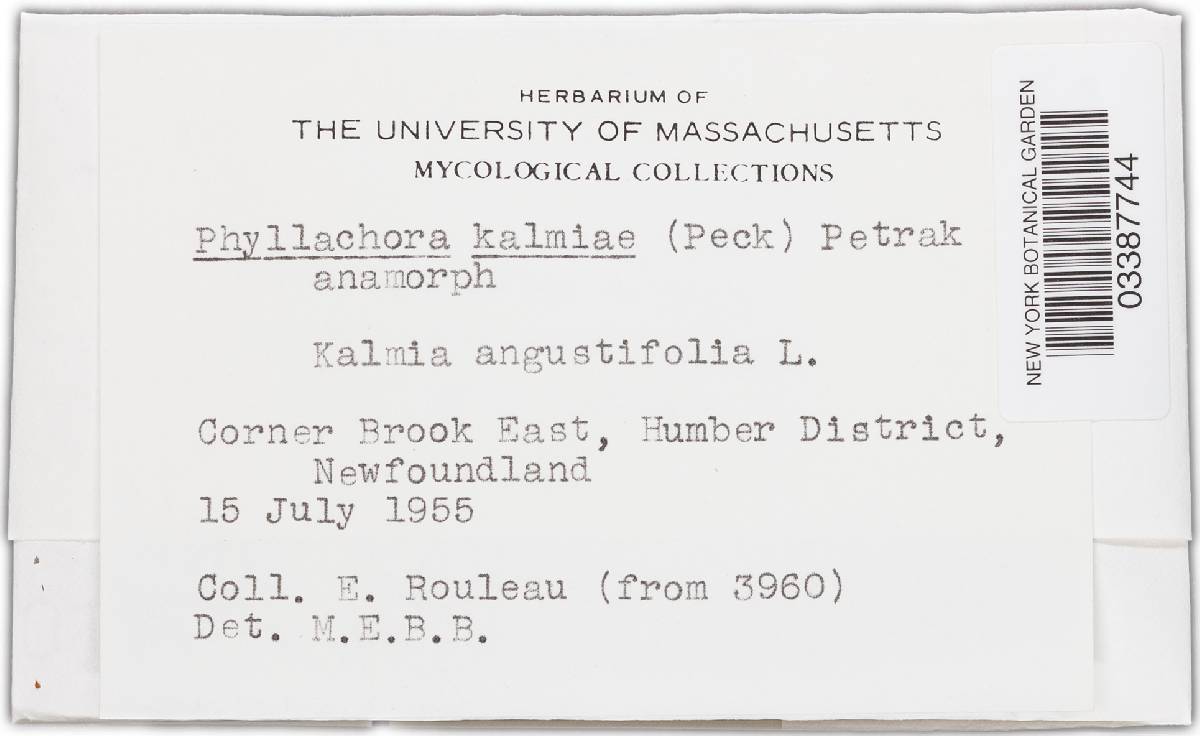 HERBARIUM OF
THE UNIVERSITY OF MASSACHUSETTS
MYCOLOGICAL COLLECTIONS
Phyllachora kalmiae (Peck) Petrak
anamorph
Kalmia angustifolia L.
Corner Brook East, Humber District,
Newfoundland
15 July 1955
Coll. E. Rouleau (from 3960)
Det. M.E.B.B.
NEW YORK BOTANICAL GARDEN
03387744